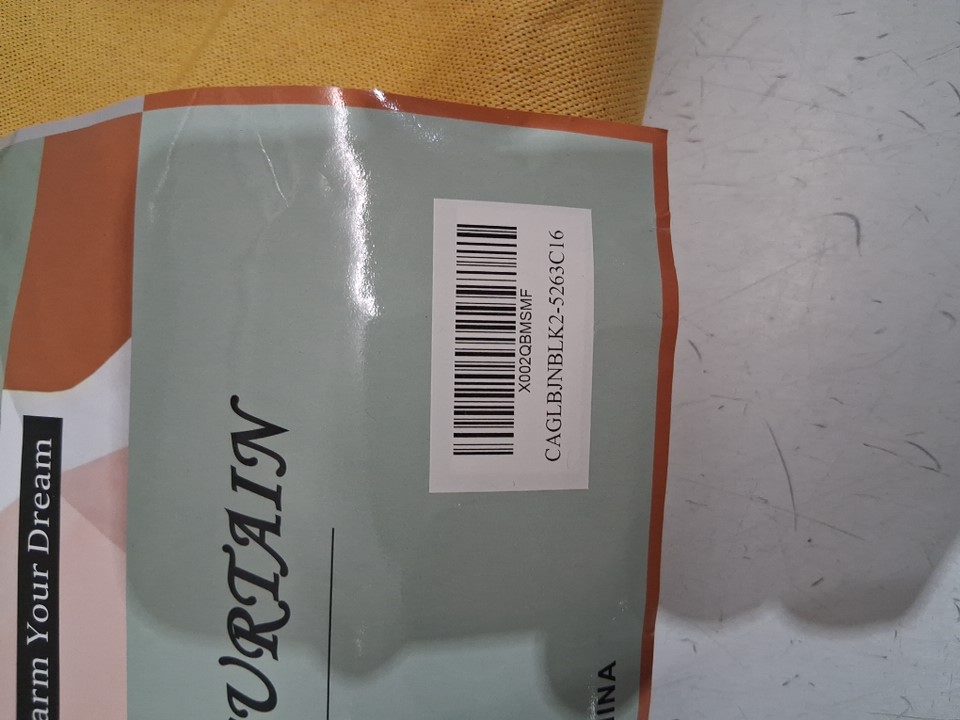 arm Your Dream
URTAIN
X002QBMSMF
CAGLBJNBLK2-5263C16
INA